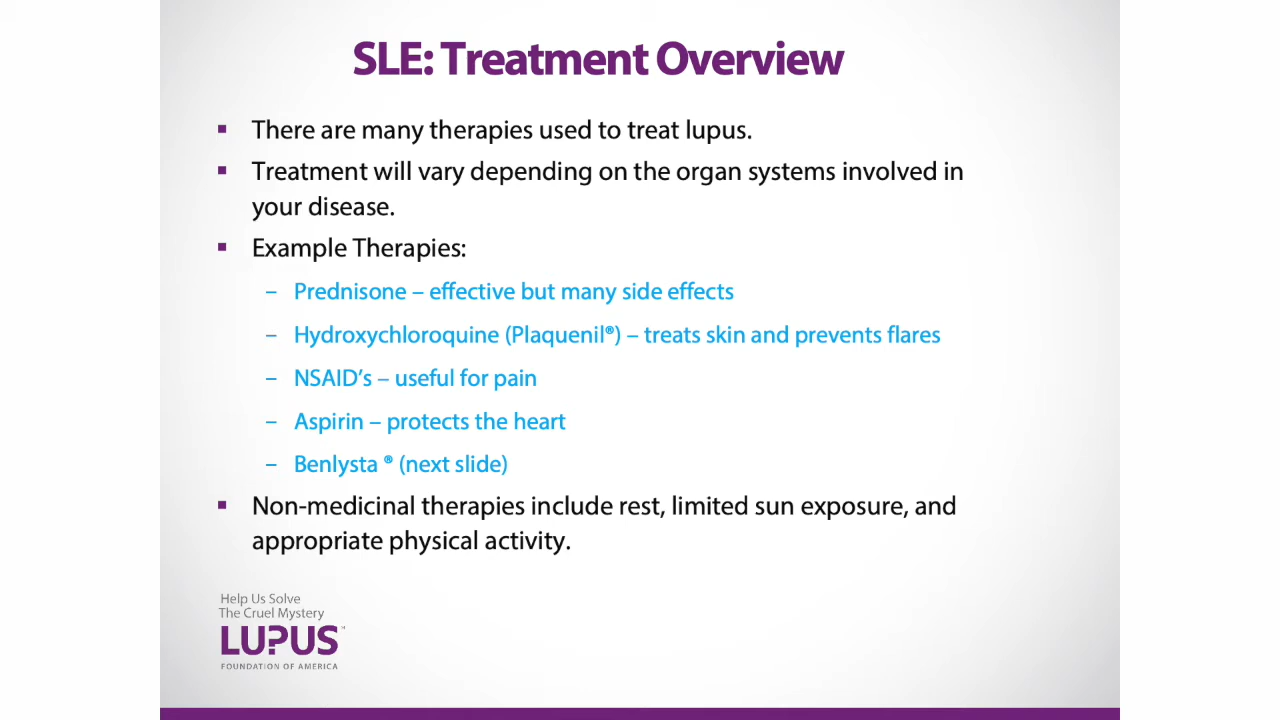 SLE: Treatment Overview
▪ There are many therapies used to treat lupus.
▪ Treatment will vary depending on the organ systems involved in
your disease.
▪ Example Therapies:
– Prednisone – effective but many side effects
– Hydroxychloroquine (Plaquenil®) – treats skin and prevents flares
– NSAID’s – useful for pain
– Aspirin – protects the heart
– Benlysta ® (next slide)
▪ Non-medicinal therapies include rest, limited sun exposure, and
appropriate physical activity.
Help Us Solve
The Cruel Mystery
LUPUS™
FOUNDATION OF AMERICA